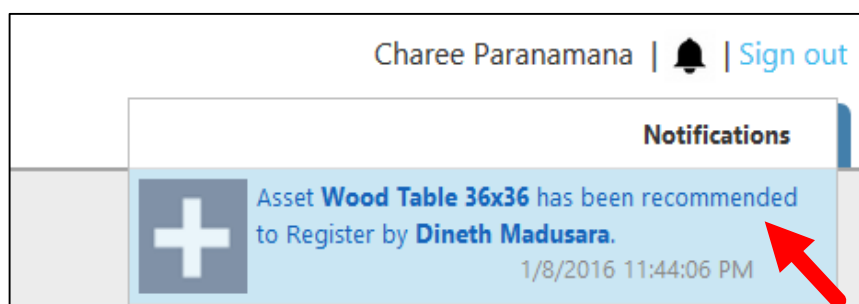 Charee Paranamana | | Sign out
Notifications
Asset Wood Table 36x36 has been recommended
to Register by Dineth Madusara.
1/8/2016 11:44:06 PM